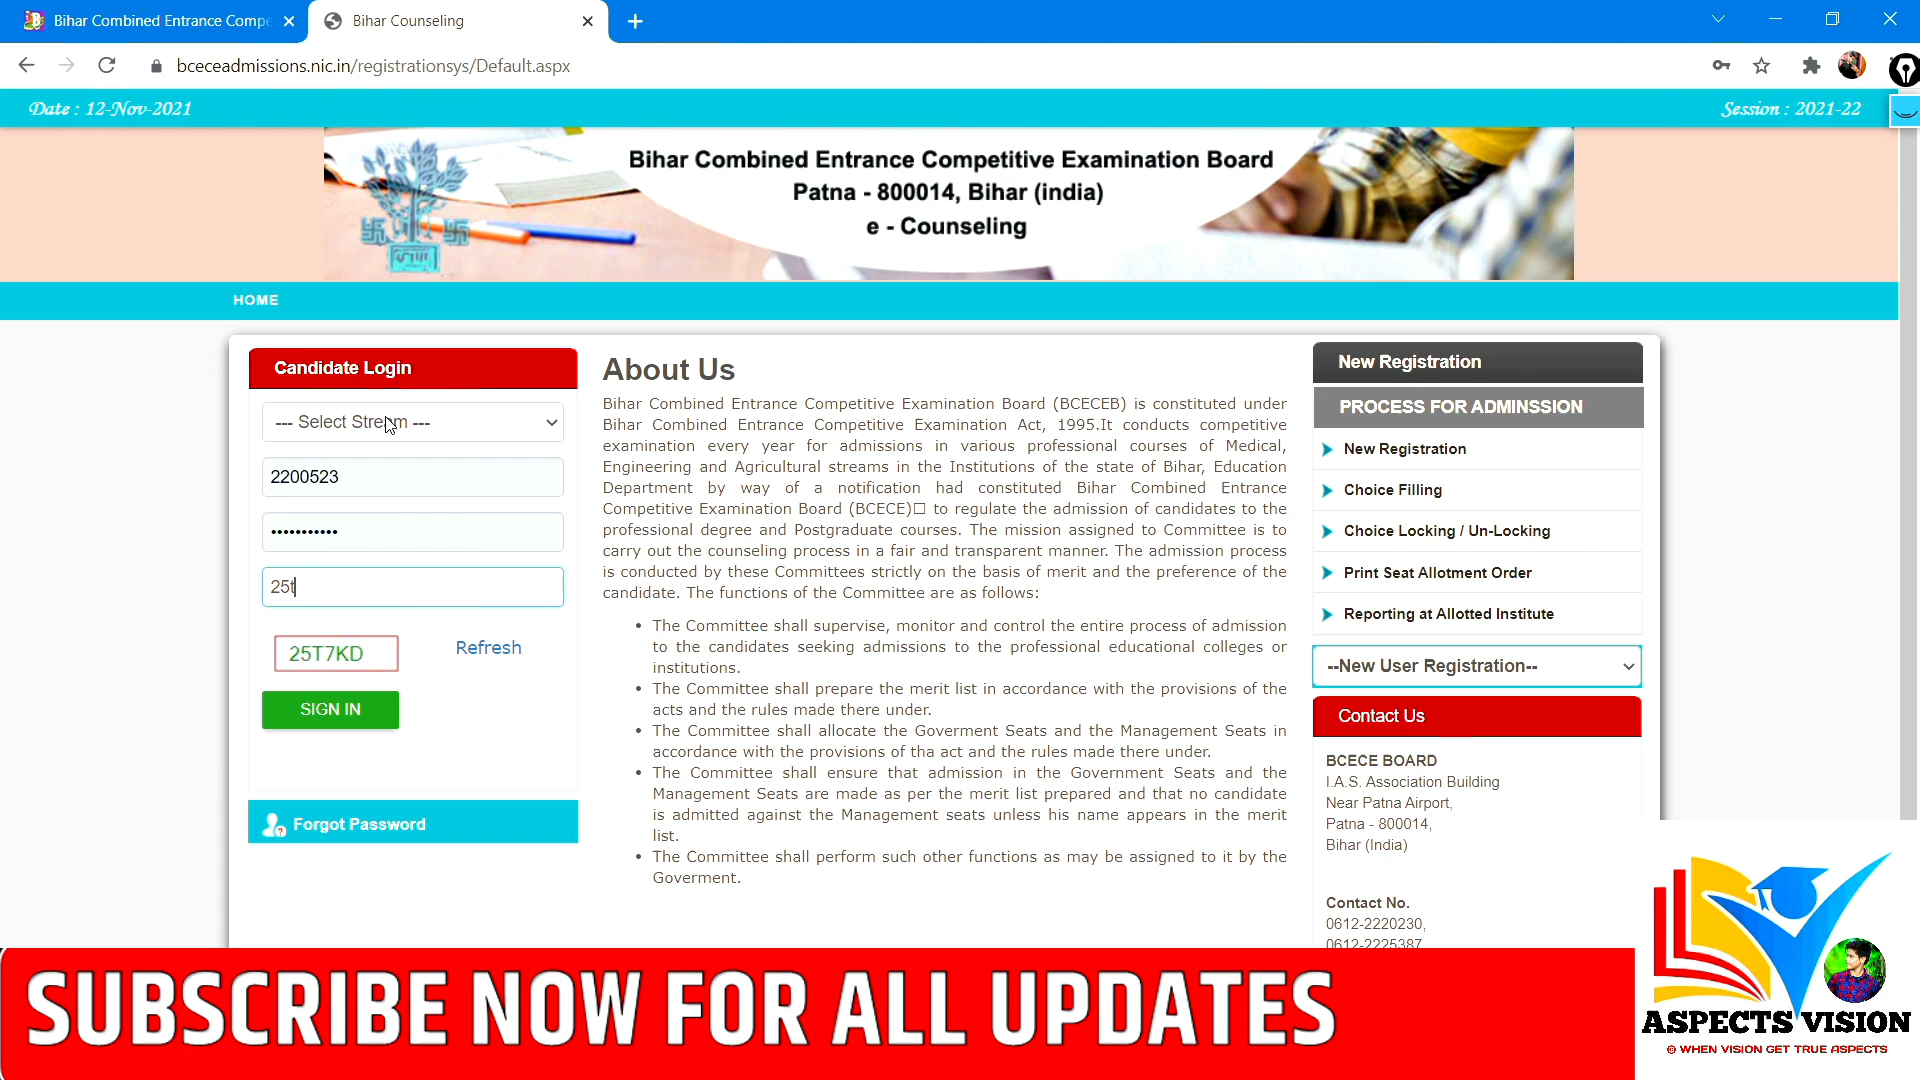 Bihar Combined Entrance Compe
Bihar Counseling
bceceadmissions.nic.in/registrationsys/Default.aspx
Date : 12-Nov-2021
Session : 2021-22
Bihar Combined Entrance Competitive Examination Board
Patna - 800014, Bihar (india)
e - Counseling
HOME
Candidate Login
--- Select Stream ---
2200523
•••••••••••
25t
25T7KD
Refresh
SIGN IN
Forgot Password
About Us
Bihar Combined Entrance Competitive Examination Board (BCECEB) is constituted under
Bihar Combined Entrance Competitive Examination Act, 1995.It conducts competitive
examination every year for admissions in various professional courses of Medical,
Engineering and Agricultural streams in the Institutions of the state of Bihar, Education
Department by way of a notification had constituted Bihar Combined Entrance
Competitive Examination Board (BCECE)□ to regulate the admission of candidates to the
professional degree and Postgraduate courses. The mission assigned to Committee is to
carry out the counseling process in a fair and transparent manner. The admission process
is conducted by these Committees strictly on the basis of merit and the preference of the
candidate. The functions of the Committee are as follows:
• The Committee shall supervise, monitor and control the entire process of admission
to the candidates seeking admissions to the professional educational colleges or
institutions.
• The Committee shall prepare the merit list in accordance with the provisions of the
acts and the rules made there under.
• The Committee shall allocate the Goverment Seats and the Management Seats in
accordance with the provisions of tha act and the rules made there under.
• The Committee shall ensure that admission in the Government Seats and the
Management Seats are made as per the merit list prepared and that no candidate
is admitted against the Management seats unless his name appears in the merit
list.
• The Committee shall perform such other functions as may be assigned to it by the
Goverment.
New Registration
PROCESS FOR ADMINSSION
New Registration
Choice Filling
Choice Locking / Un-Locking
Print Seat Allotment Order
Reporting at Allotted Institute
--New User Registration--
Contact Us
BCECE BOARD
I.A.S. Association Building
Near Patna Airport,
Patna - 800014,
Bihar (India)
Contact No.
0612-2220230,
0612-2225387
SUBSCRIBE NOW FOR ALL UPDATES
ASPECTS VISION
© WHEN VISION GET TRUE ASPECTS